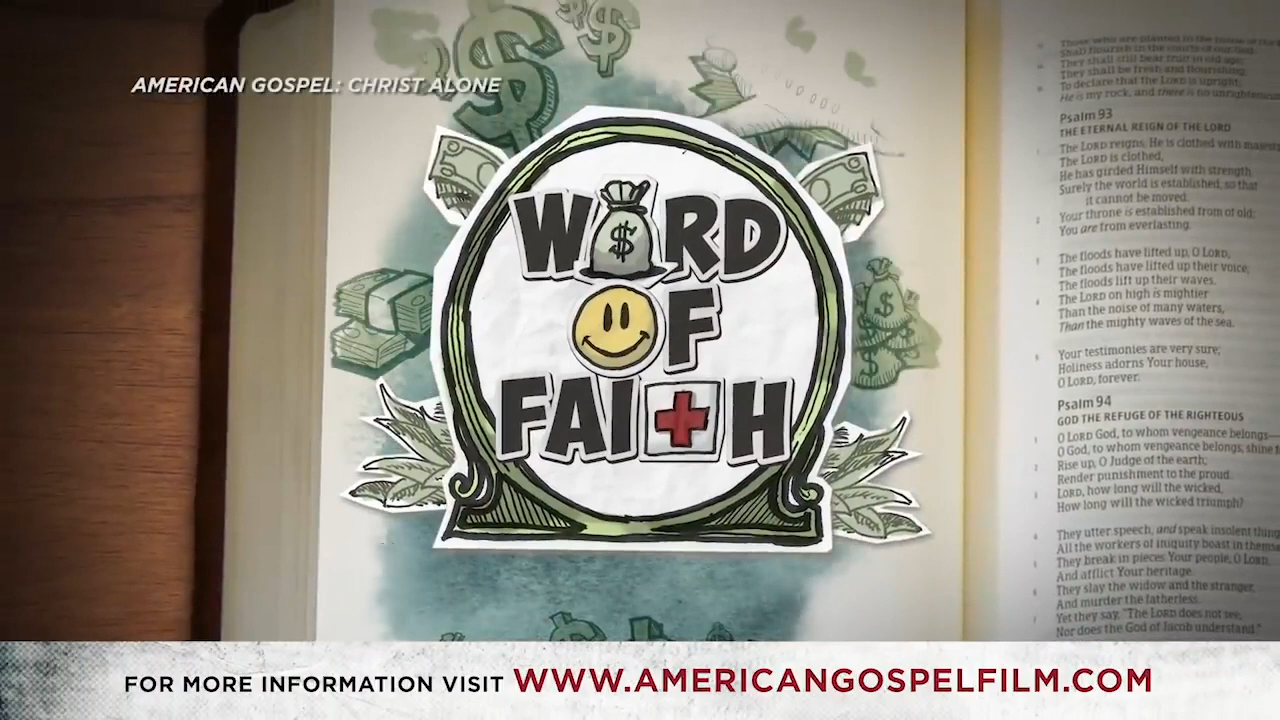 AMERICAN GOSPEL: CHRIST ALONE
WORD
OF
FAITH
They shall still bear fruit in old age;
They shall be fresh and flourishing,
To declare that the LORD is upright;
He is my rock, and there is no unrighteousness
Psalm 93
THE ETERNAL REIGN OF THE LORD
The LORD reigns, He is clothed with majesty
The LORD is clothed,
He has girded Himself with strength.
Surely the world is established, so that
it cannot be moved.
Your throne is established from of old;
You are from everlasting.
The floods have lifted up, O LORD,
The floods have lifted up their voice;
The floods lift up their waves.
The LORD on high is mightier
Than the noise of many waters,
Than the mighty waves of the sea.
Your testimonies are very sure;
Holiness adorns Your house,
O LORD, forever.
Psalm 94
GOD THE REFUGE OF THE RIGHTEOUS
O LORD God, to whom vengeance belongs—
O God, to whom vengeance belongs, shine
Rise up, O Judge of the earth;
Render punishment to the proud.
LORD, how long will the wicked,
How long will the wicked triumph?
They utter speech, and speak insolent
All the workers of iniquity boast in
They break in pieces Your people, O LORD,
And afflict Your heritage.
They slay the widow and the stranger,
And murder the fatherless.
Yet they say, "The LORD does not see,
Nor does the God of Jacob understand."
FOR MORE INFORMATION VISIT WWW.AMERICANGOSPELFILM.COM